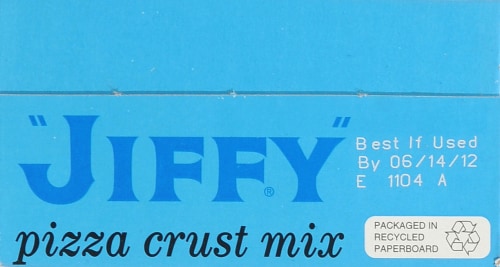 "JIFFY"®
Best If Used
By 06/14/12
E 1104 A
pizza crust mix
PACKAGED IN
RECYCLED
PAPERBOARD